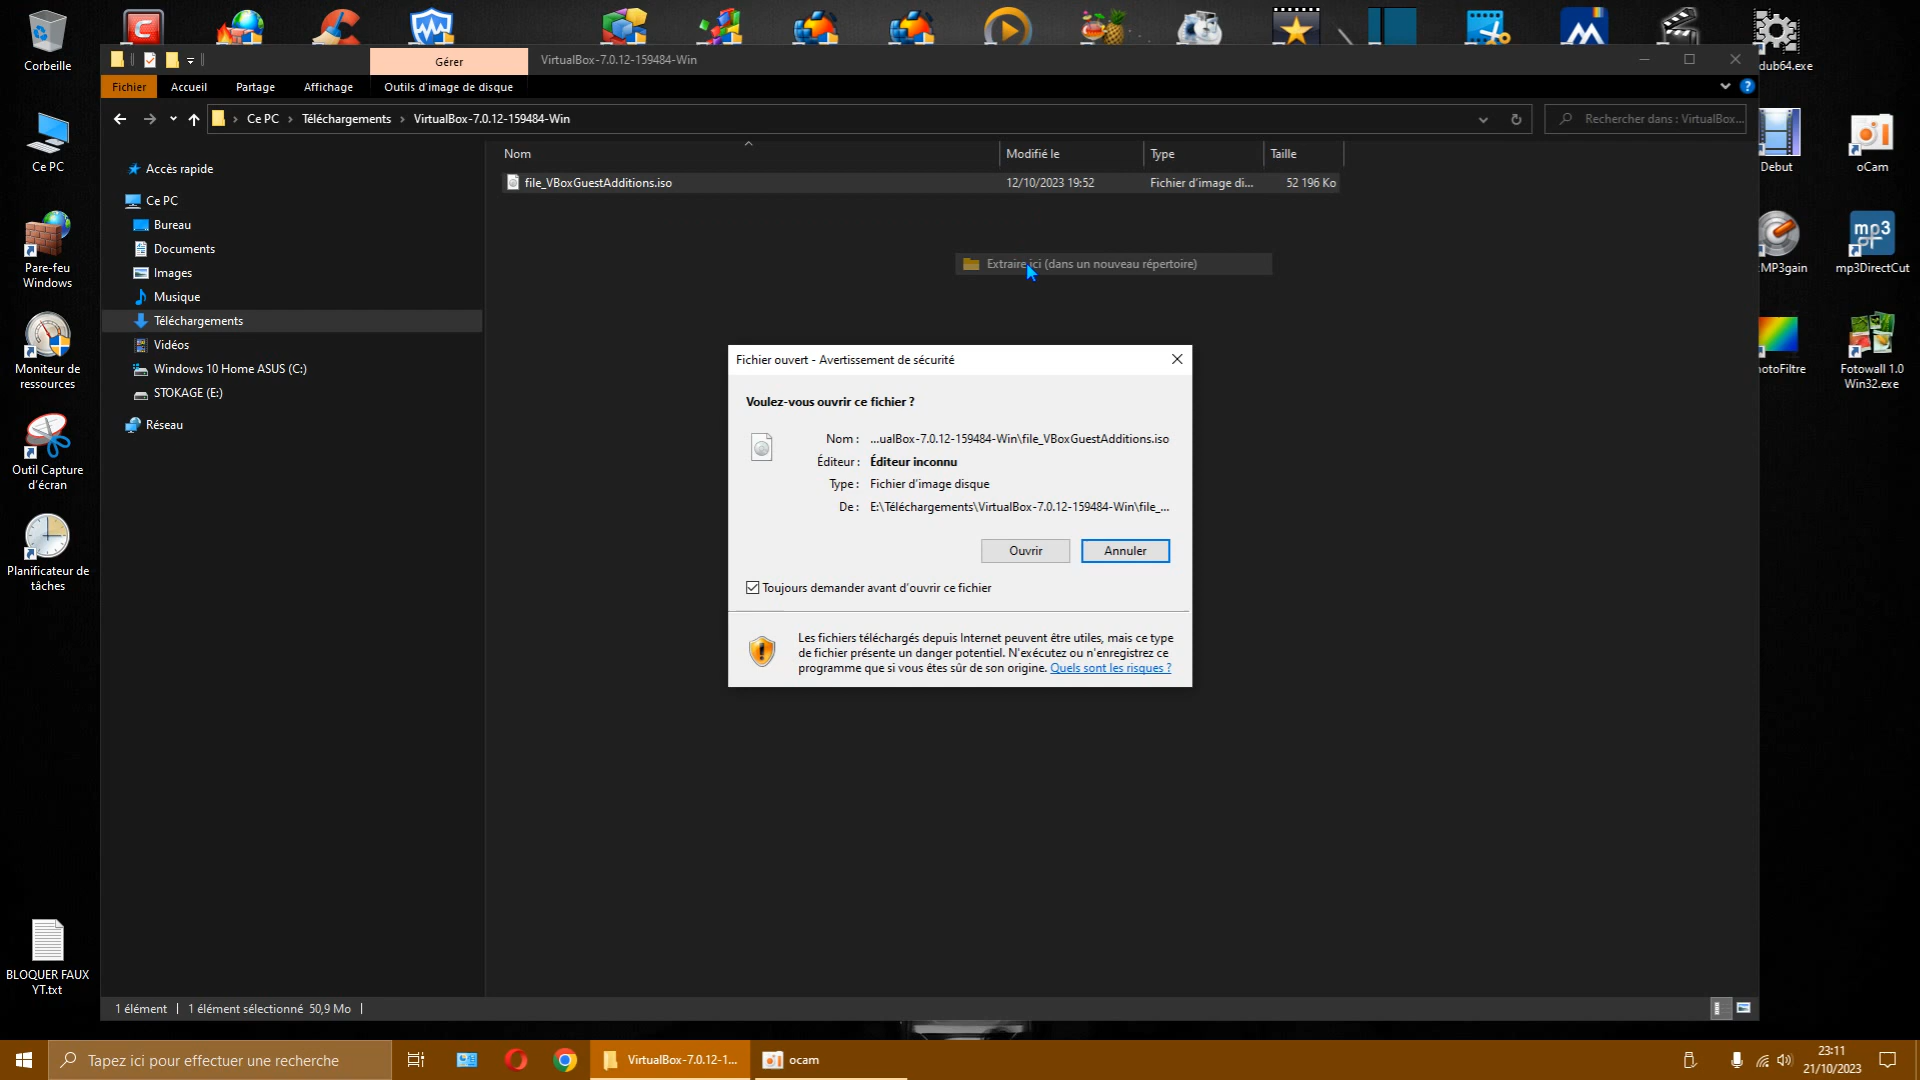 Corbeille
Ce PC
Pare-feu
Windows
Moniteur de
ressources
Outil Capture
d'écran
Planificateur de
tâches
BLOQUER FAUX
YT.txt
dub64.exe
Debut
oCam
MP3gain
mp3DirectCut
otoFiltre
Fotowall 1.0
Win32.exe
Gérer
VirtualBox-7.0.12-159484-Win
Fichier
Accueil
Partage
Affichage
Outils d'image de disque
Ce PC
Téléchargements
VirtualBox-7.0.12-159484-Win
Rechercher dans : VirtualBox...
Accès rapide
Ce PC
Bureau
Documents
Images
Musique
Téléchargements
Vidéos
Windows 10 Home ASUS (C:)
STOKAGE (E:)
Réseau
Nom
Modifié le
Type
Taille
file_VBoxGuestAdditions.iso
12/10/2023 19:52
Fichier d'image di...
52 196 Ko
Extraire ici (dans un nouveau répertoire)
Fichier ouvert - Avertissement de sécurité
Voulez-vous ouvrir ce fichier ?
Nom : ...ualBox-7.0.12-159484-Win\file_VBoxGuestAdditions.iso
Éditeur : Éditeur inconnu
Type : Fichier d'image disque
De : E:\Téléchargements\VirtualBox-7.0.12-159484-Win\file_...
Ouvrir
Annuler
Toujours demander avant d'ouvrir ce fichier
Les fichiers téléchargés depuis Internet peuvent être utiles, mais ce type
de fichier présente un danger potentiel. N'exécutez ou n'enregistrez ce
programme que si vous êtes sûr de son origine. Quels sont les risques ?
1 élément
1 élément sélectionné 50,9 Mo
Tapez ici pour effectuer une recherche
VirtualBox-7.0.12-1...
ocam
23:11
21/10/2023